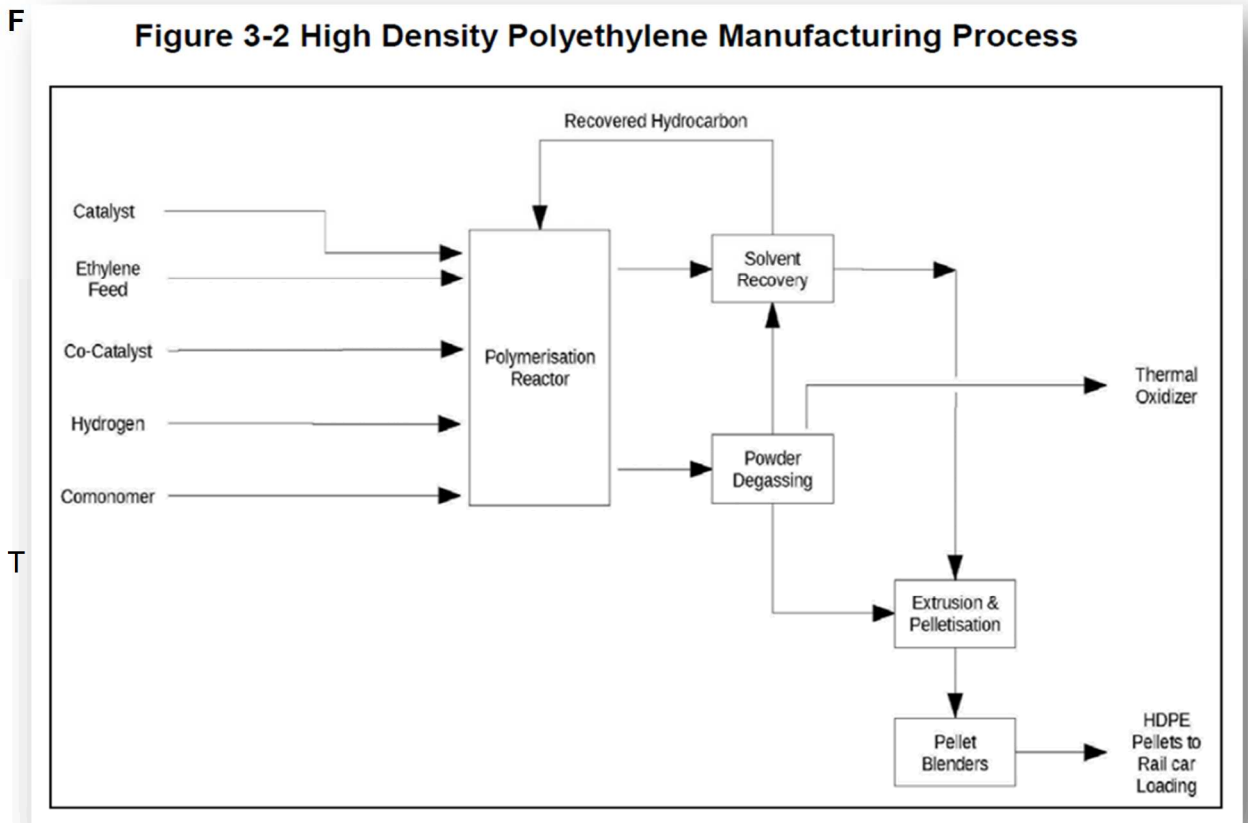 F
Figure 3-2 High Density Polyethylene Manufacturing Process
Recovered Hydrocarbon
Catalyst
Ethylene
Feed
Co-Catalyst
Hydrogen
Comonomer
Polymerisation
Reactor
Solvent
Recovery
Powder
Degassing
Thermal
Oxidizer
T
Extrusion &
Pelletisation
Pellet
Blenders
HDPE
Pellets to
Rail car
Loading